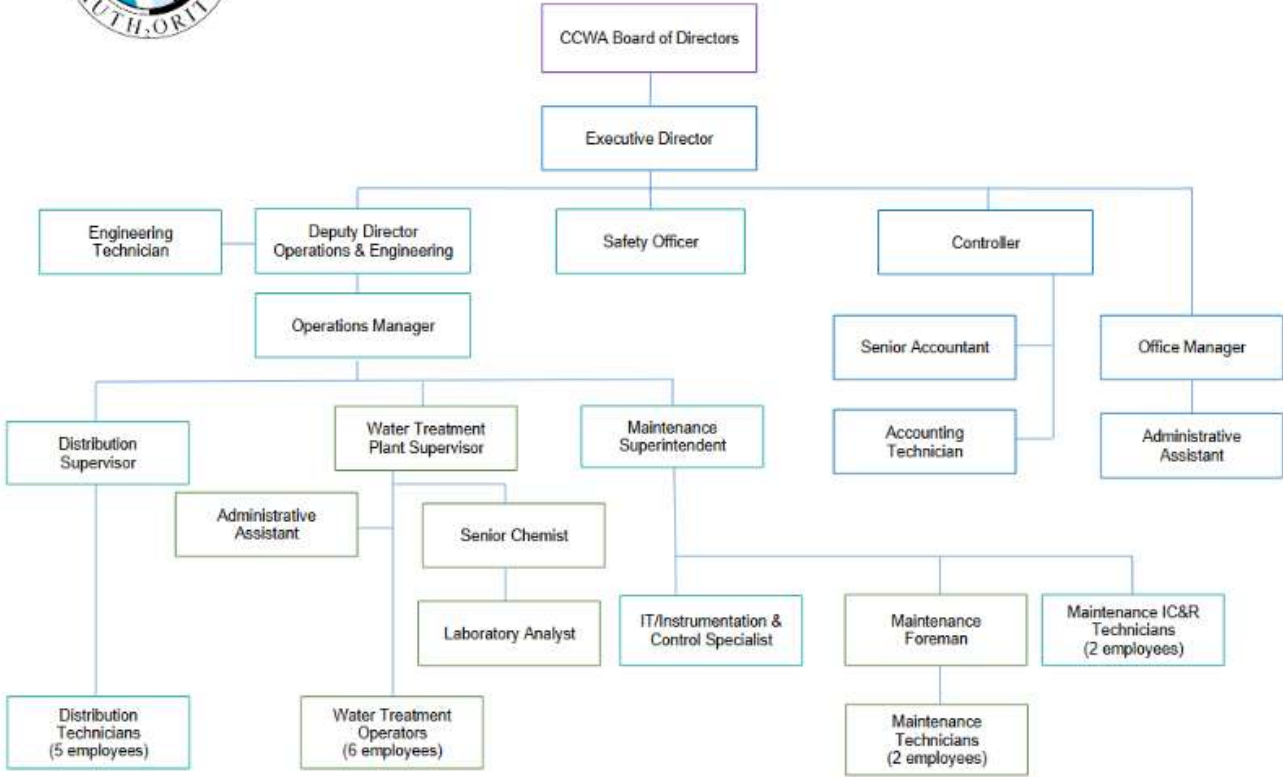 AUTHORIT
CCWA Board of Directors
Executive Director
Engineering
Technician
Deputy Director
Operations & Engineering
Safety Officer
Controller
Operations Manager
Senior Accountant
Office Manager
Distribution
Supervisor
Water Treatment
Plant Supervisor
Maintenance
Superintendent
Accounting
Technician
Administrative
Assistant
Administrative
Assistant
Senior Chemist
Laboratory Analyst
IT/Instrumentation &
Control Specialist
Maintenance
Foreman
Maintenance IC&R
Technicians
(2 employees)
Distribution
Technicians
(5 employees)
Water Treatment
Operators
(6 employees)
Maintenance
Technicians
(2 employees)